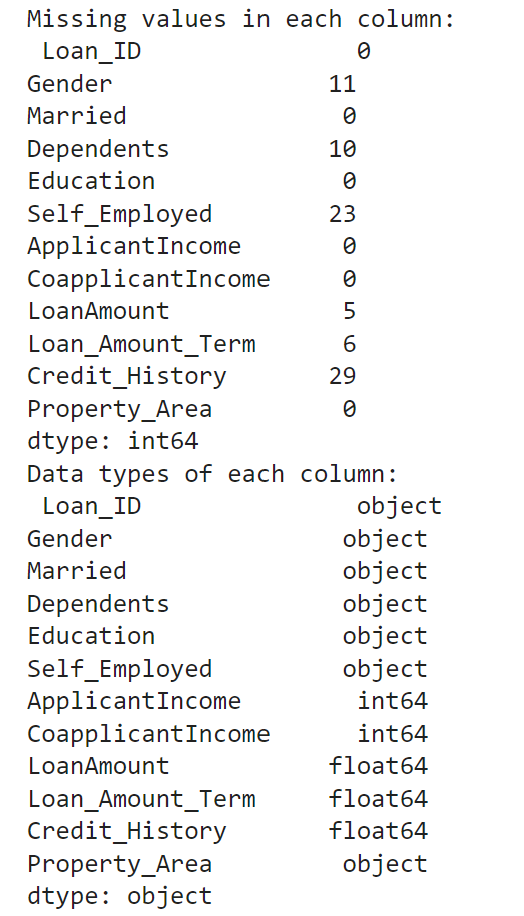 Missing values in each column:
 Loan_ID               0
Gender               11
Married               0
Dependents           10
Education             0
Self_Employed        23
ApplicantIncome       0
CoapplicantIncome     0
LoanAmount            5
Loan_Amount_Term      6
Credit_History       29
Property_Area         0
dtype: int64
Data types of each column:
 Loan_ID               object
Gender                object
Married               object
Dependents            object
Education             object
Self_Employed         object
ApplicantIncome        int64
CoapplicantIncome      int64
LoanAmount           float64
Loan_Amount_Term     float64
Credit_History       float64
Property_Area         object
dtype: object